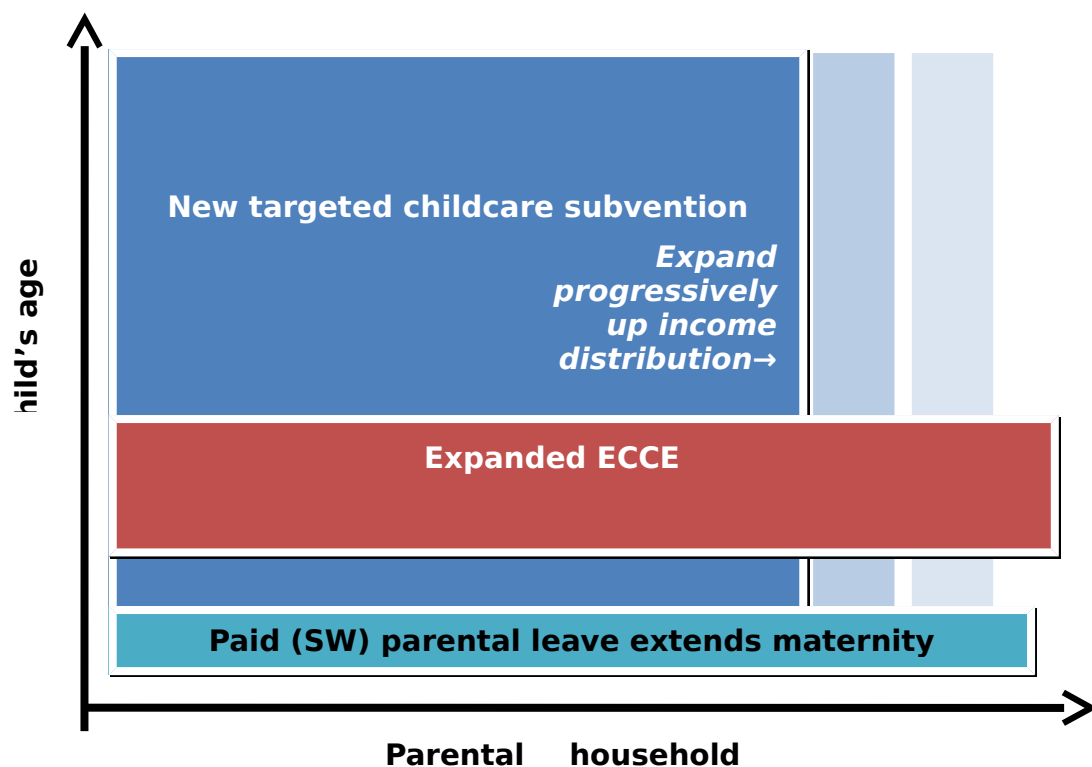 New targeted childcare subvention
Expand
progressively
up income
distribution→
hild’s age
Expanded ECCE
Paid (SW) parental leave extends maternity
Parental household